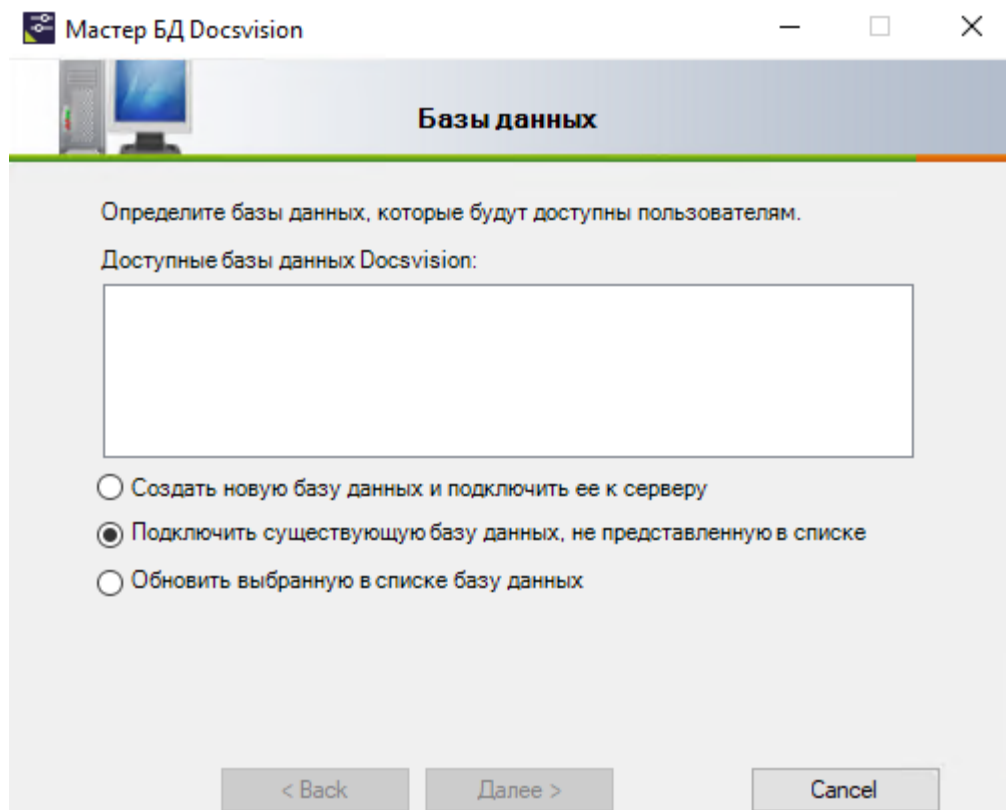 Мастер БД Docsvision
Базы данных
Определите базы данных, которые будут доступны пользователям.
Доступные базы данных Docsvision:
Создать новую базу данных и подключить ее к серверу
Подключить существующую базу данных, не представленную в списке
Обновить выбранную в списке базу данных
< Back Далее > Cancel